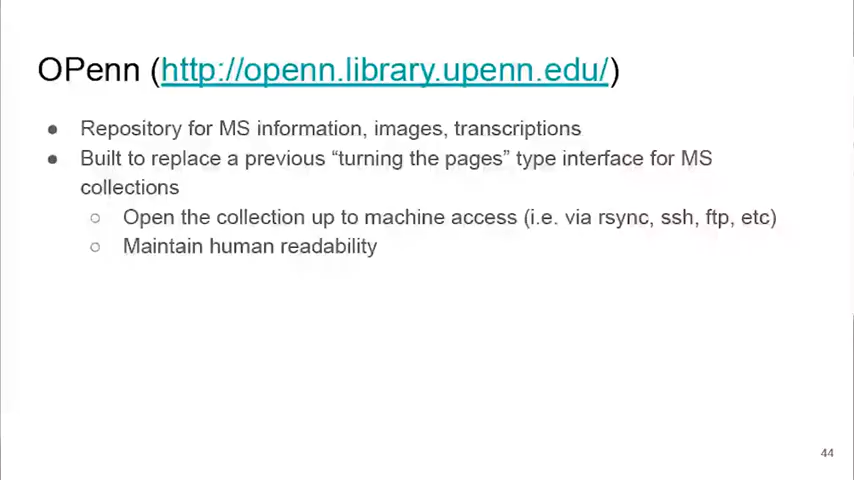 OPenn (http://openn.library.upenn.edu/)
● Repository for MS information, images, transcriptions
● Built to replace a previous “turning the pages” type interface for MS
collections
○ Open the collection up to machine access (i.e. via rsync, ssh, ftp, etc)
○ Maintain human readability
44